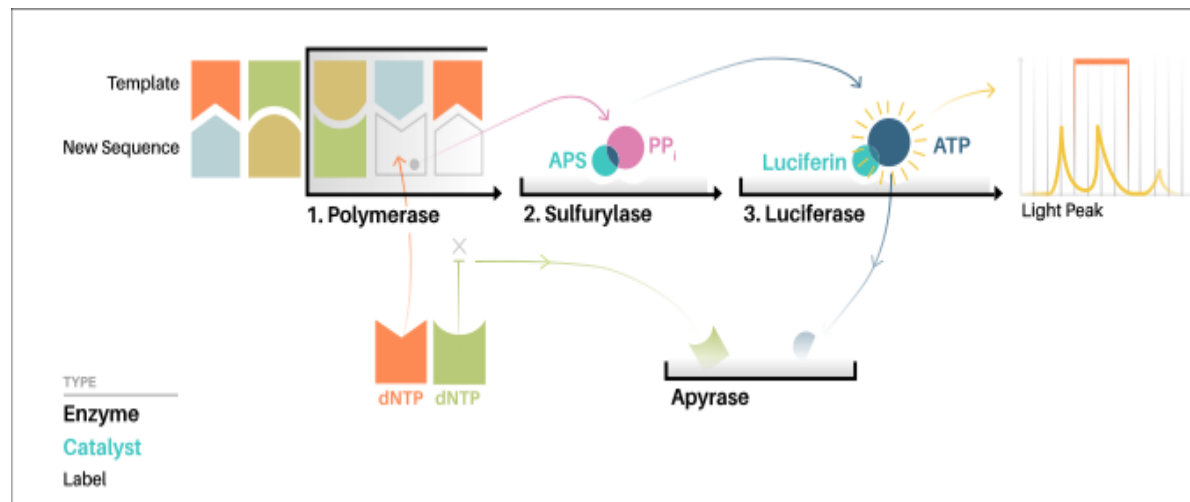 Template
New Sequence
1. Polymerase
APS
PPi
2. Sulfurylase
Luciferin
ATP
3. Luciferase
Light Peak
X
dNTP
dNTP
Apyrase
TYPE
Enzyme
Catalyst
Label